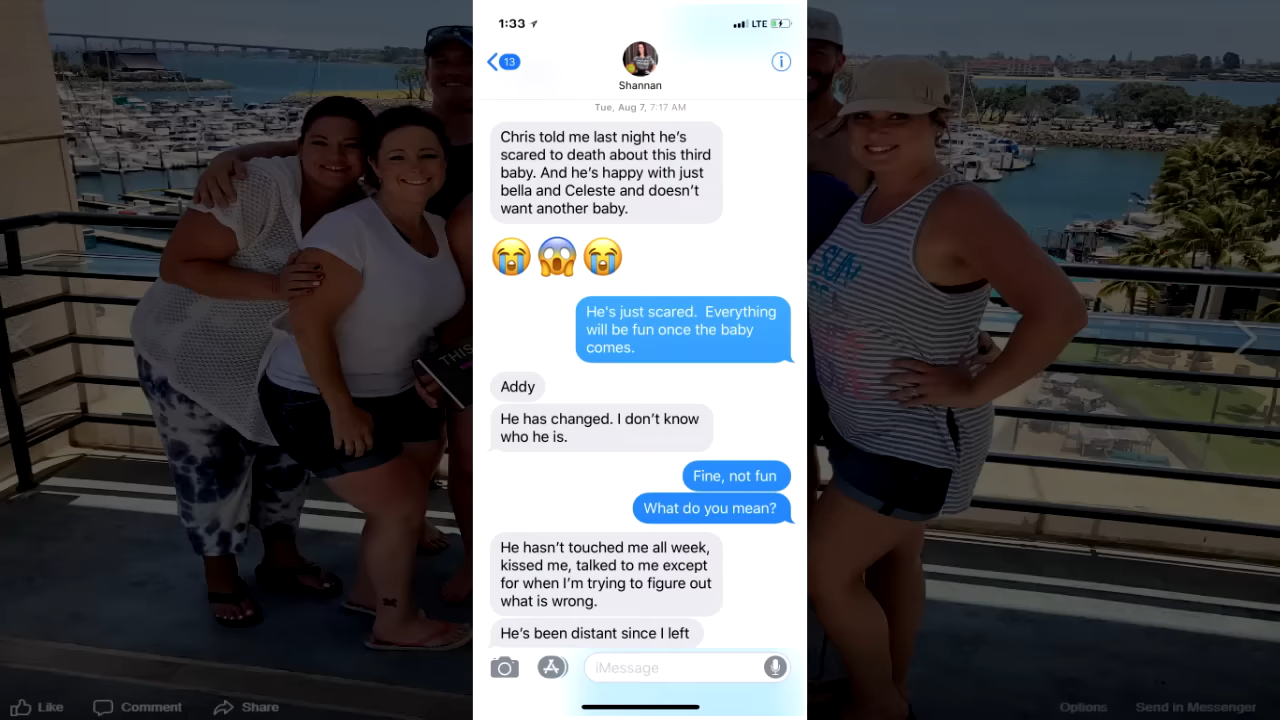 1:33
LTE
13
Shannan
Tue, Aug 7, 7:17 AM
Chris told me last night he's
scared to death about this third
baby. And he's happy with just
bella and Celeste and doesn't
want another baby.
😭😱😭
He's just scared.  Everything
will be fun once the baby
comes.
Addy
He has changed. I don't know
who he is.
Fine, not fun
What do you mean?
He hasn't touched me all week,
kissed me, talked to me except
for when I'm trying to figure out
what is wrong.
He's been distant since I left
iMessage
THIS
SUN
Like
Comment
Share
Options
Send in Messenger